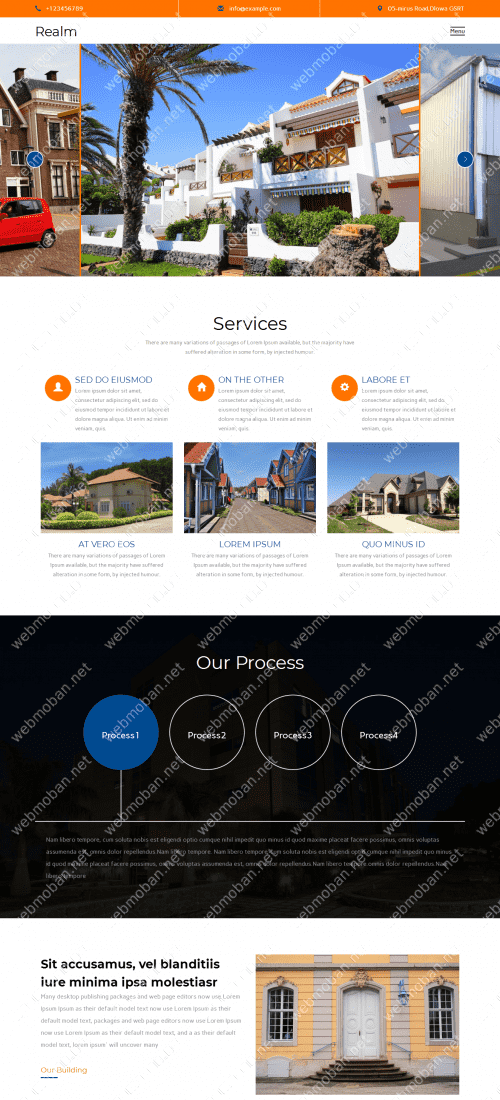 +123456789
info@example.com
05-mirus Road,Dlowa GSRT
Realm
Menu
Services
There are many variations of passages of Lorem Ipsum available, but the majority have
suffered alteration in some form, by injected humour.
SED DO EIUSMOD
Lorem ipsum dolor sit amet,
consectetur adipiscing elit, sed do
eiusmod tempor incididunt ut labore et
dolore magna aliqua. Ut enim ad minim
veniam, quis.
ON THE OTHER
Lorem ipsum dolor sit amet,
consectetur adipiscing elit, sed do
eiusmod tempor incididunt ut labore et
dolore magna aliqua. Ut enim ad minim
veniam, quis.
LABORE ET
Lorem ipsum dolor sit amet,
consectetur adipiscing elit, sed do
eiusmod tempor incididunt ut labore et
dolore magna aliqua. Ut enim ad minim
veniam, quis.
AT VERO EOS
There are many variations of passages of Lorem
Ipsum available, but the majority have suffered
alteration in some form, by injected humour.
LOREM IPSUM
There are many variations of passages of Lorem
Ipsum available, but the majority have suffered
alteration in some form, by injected humour.
QUO MINUS ID
There are many variations of passages of Lorem
Ipsum available, but the majority have suffered
alteration in some form, by injected humour.
Our Process
Process1
Process2
Process3
Process4
Nam libero tempore, cum soluta nobis est eligendi optio cumque nihil impedit quo minus id quod maxime placeat facere possimus, omnis voluptas
assumenda est, omnis dolor repellendus.Nam libero tempore. Nam libero tempore, cum soluta nobis est eligendi optio cumque nihil impedit quo minus
id quod maxime placeat facere possimus, omnis voluptas assumenda est, omnis dolor repellendus.Nam libero tempore. Nam
libero tempore
Sit accusamus, vel blanditiis
iure minima ipsa molestiasr
Many desktop publishing packages and web page editors now use Lorem
Ipsum Ipsum as their default model text now use Lorem Ipsum as their
default model text, packages and web page editors now use Lorem
now use Lorem Ipsum as their default model text, and a as their default
model text, lorem ipsum' will uncover many
Our Building
webmoban.net